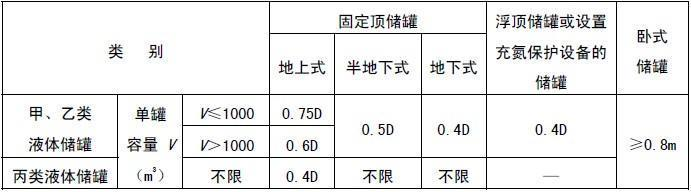 类 别
固定顶储罐
浮顶储罐或设置
充氮保护设备的
储罐
卧式
储罐
地上式
半地下式
地下式
甲、乙类
液体储罐
单罐
容量 V
（m³）
V≤1000
0.75D
0.5D
0.4D
0.4D
≥0.8m
V＞1000
0.6D
丙类液体储罐
不限
0.4D
不限
不限
—